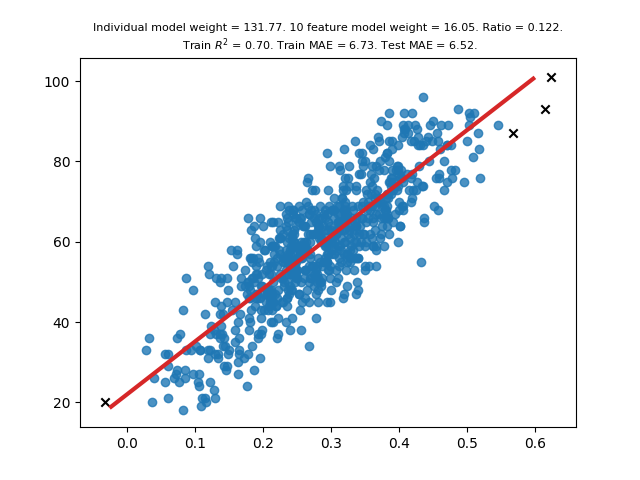 Individual model weight = 131.77. 10 feature model weight = 16.05. Ratio = 0.122.
Train R² = 0.70. Train MAE = 6.73. Test MAE = 6.52.
100
80
60
40
20
0.0 0.1 0.2 0.3 0.4 0.5 0.6